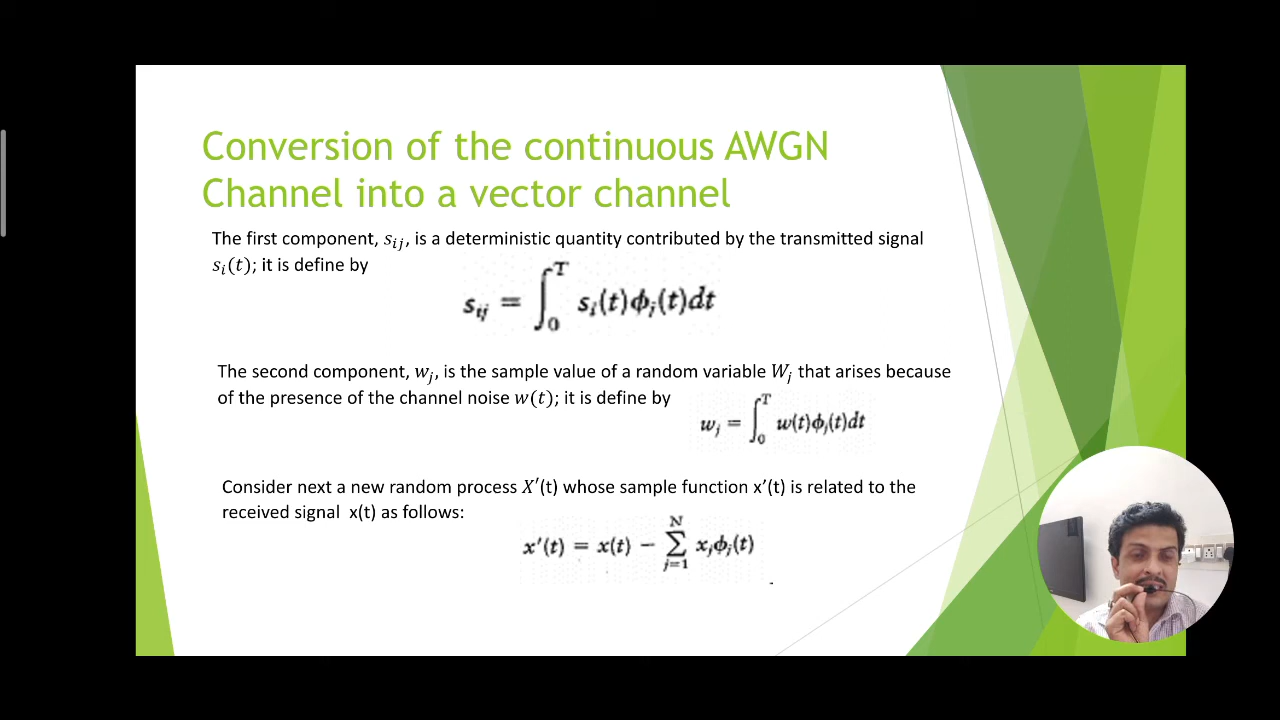 Conversion of the continuous AWGN
Channel into a vector channel
The first component, s_{ij}, is a deterministic quantity contributed by the transmitted signal
s_i(t); it is define by
s_{ij} = ∫_0^T s_i(t)ϕ_j(t)dt
The second component, w_j, is the sample value of a random variable W_j that arises because
of the presence of the channel noise w(t); it is define by
w_j = ∫_0^T w(t)ϕ_j(t)dt
Consider next a new random process X′(t) whose sample function x′(t) is related to the
received signal x(t) as follows:
x′(t) = x(t) − ∑_{j=1}^N x_jϕ_j(t)